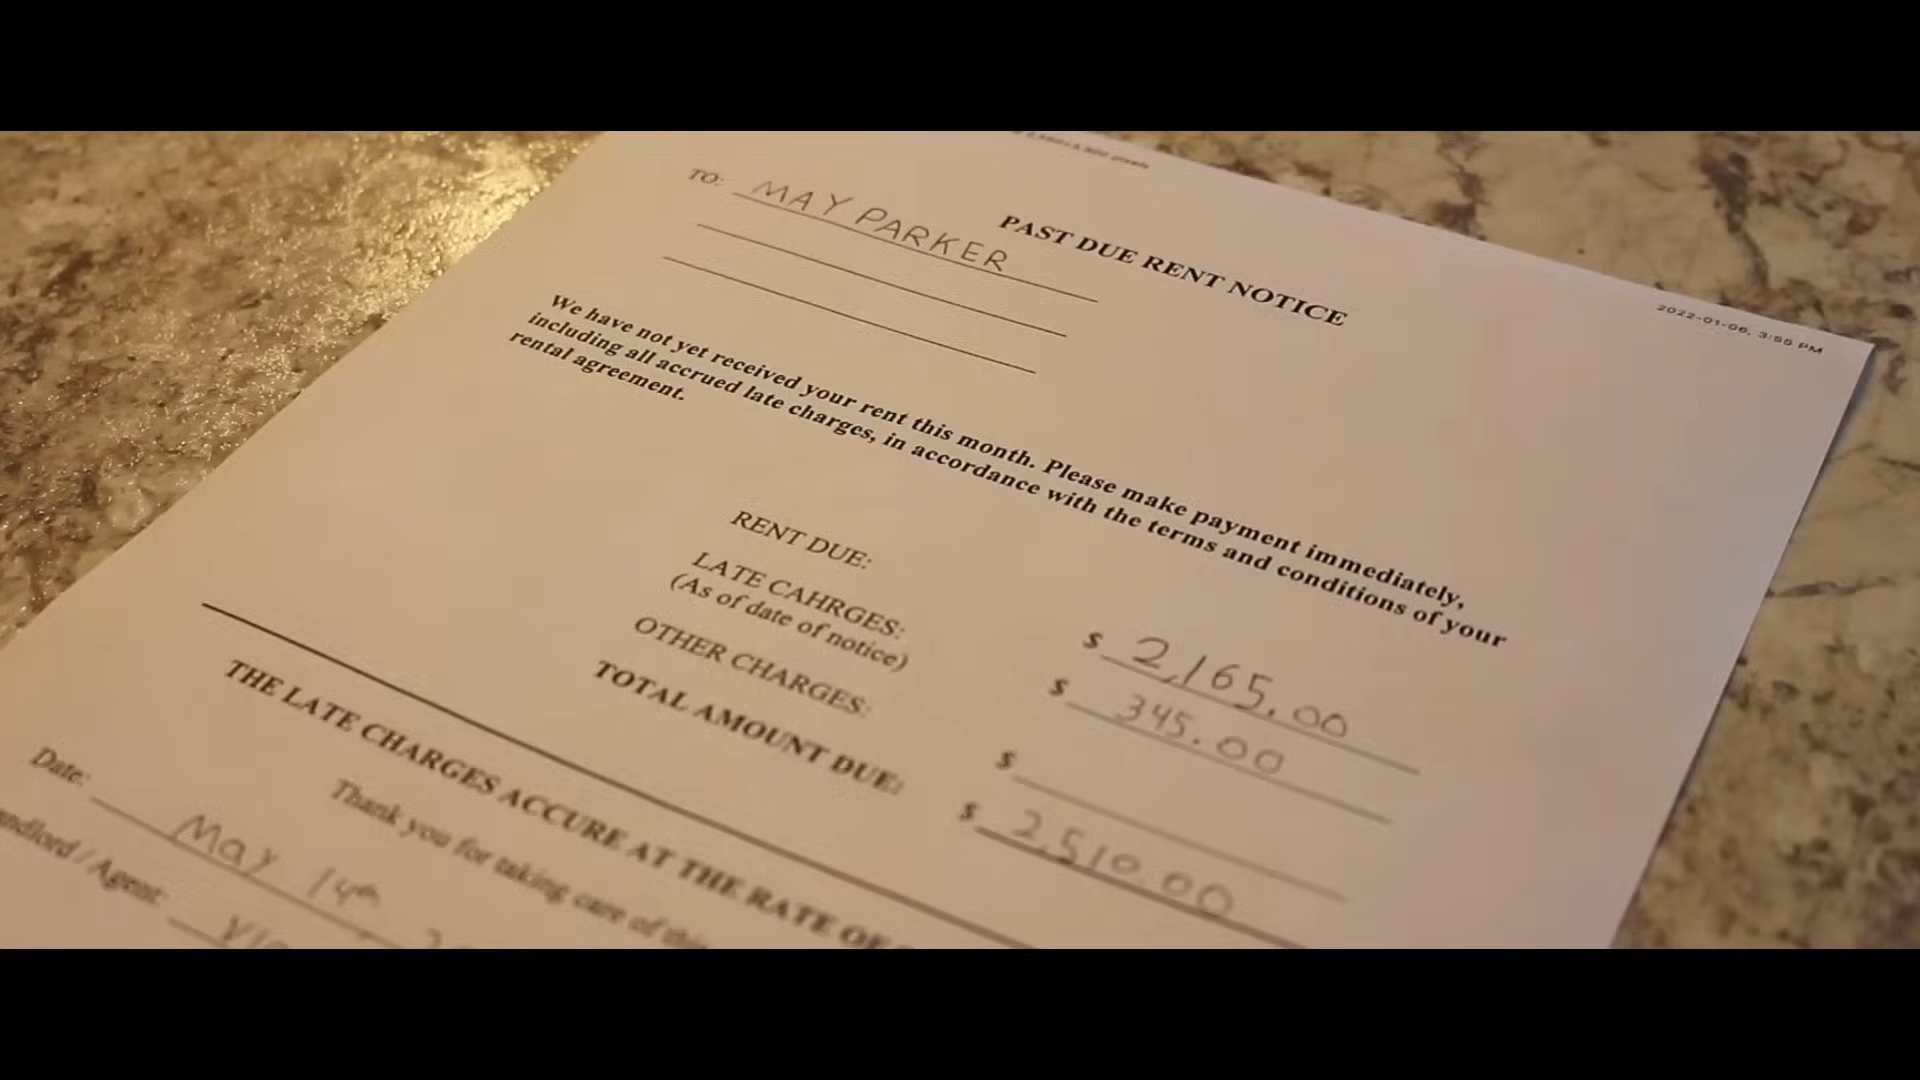 TO: MAY PARKER
PAST DUE RENT NOTICE
2022-01-06, 3:55 PM
We have not yet received your rent this month. Please make payment immediately,
including all accrued late charges, in accordance with the terms and conditions of your
rental agreement.
RENT DUE: $ 2,165.00
LATE CAHRGES: $ 345.00
(As of date of notice)
OTHER CHARGES: $
TOTAL AMOUNT DUE: $ 2,510.00
THE LATE CHARGES ACCURE AT THE RATE OF
Thank you for taking care of this
Date: May 14th
/ Agent: